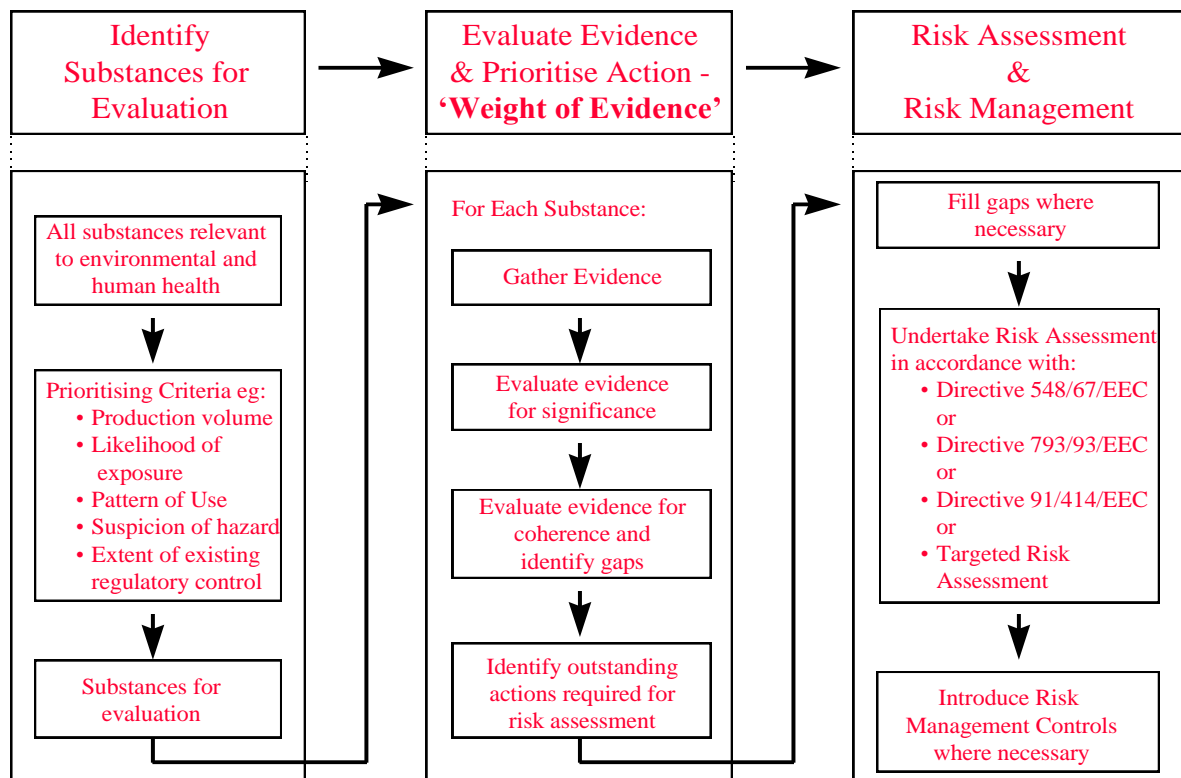 Identify
Substances for
Evaluation
Evaluate Evidence
& Prioritise Action -
‘Weight of Evidence’
Risk Assessment
&
Risk Management
All substances relevant
to environmental and
human health
Prioritising Criteria eg:
• Production volume
• Likelihood of
exposure
• Pattern of Use
• Suspicion of hazard
• Extent of existing
regulatory control
Substances for
evaluation
For Each Substance:
Gather Evidence
Evaluate evidence
for significance
Evaluate evidence for
coherence and
identify gaps
Identify outstanding
actions required for
risk assessment
Fill gaps where
necessary
Undertake Risk Assessment
in accordance with:
• Directive 548/67/EEC
or
• Directive 793/93/EEC
or
• Directive 91/414/EEC
or
• Targeted Risk
Assessment
Introduce Risk
Management Controls
where necessary